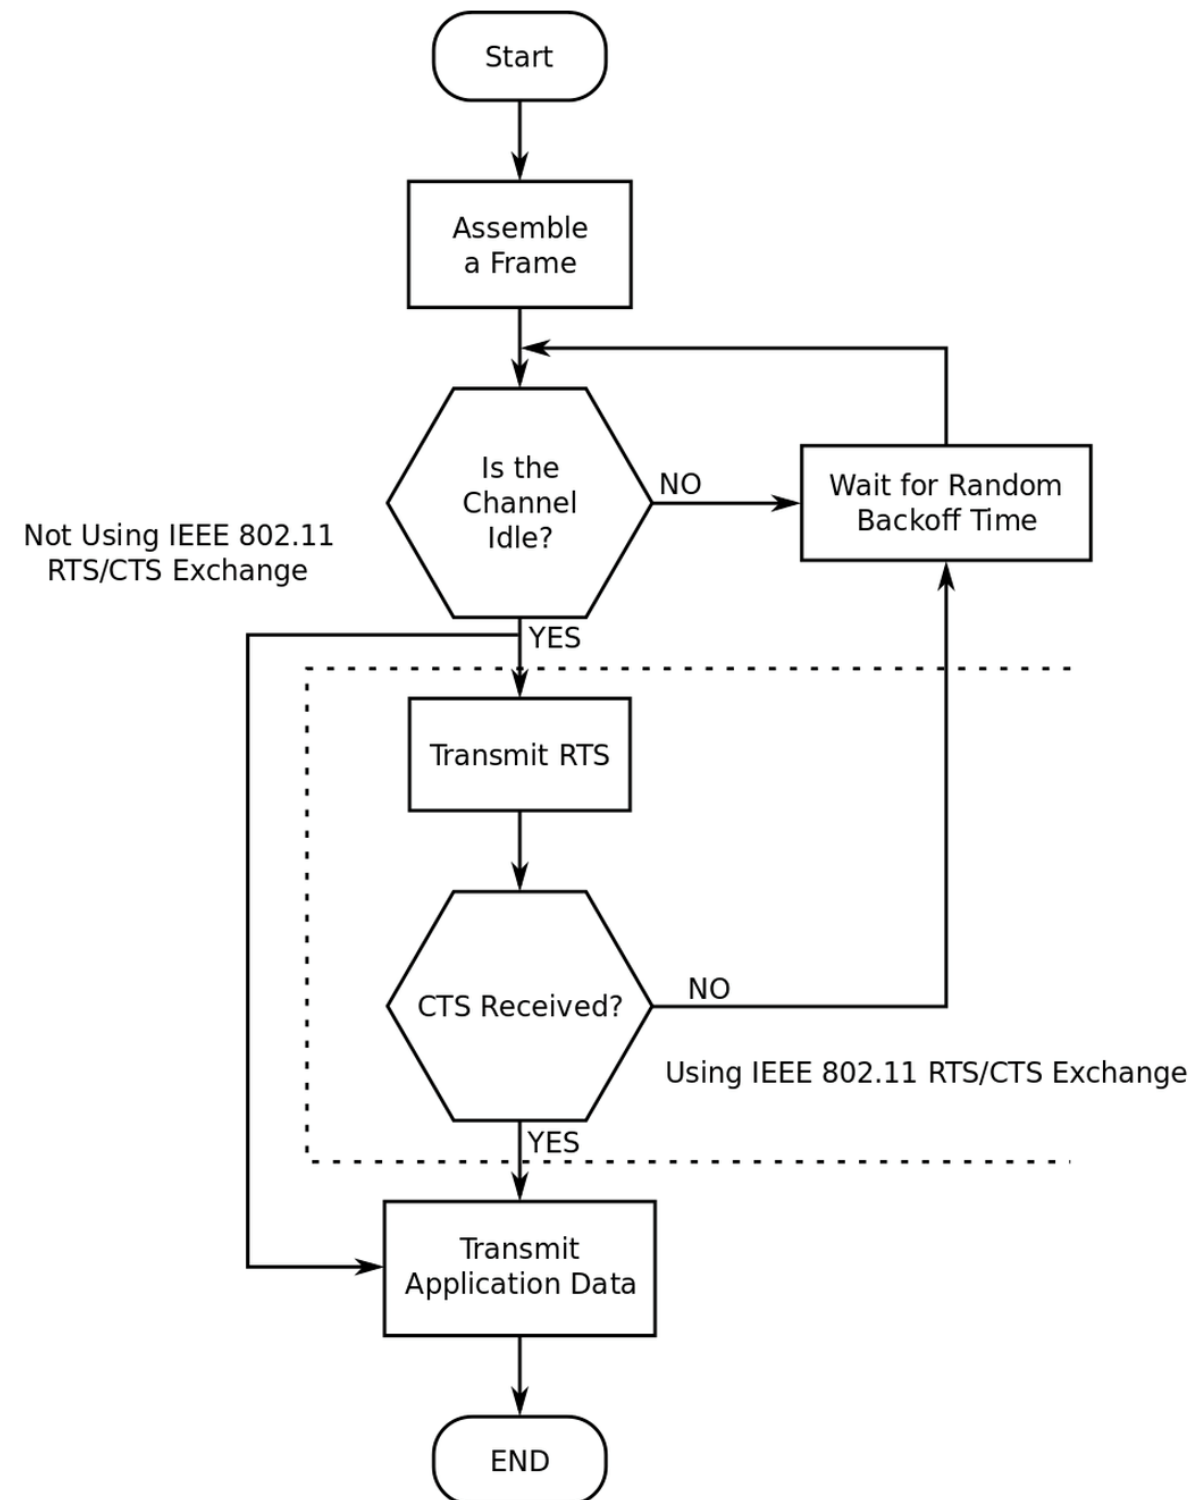 Start
Assemble
a Frame
Is the
Channel
Idle?
NO
Wait for Random
Backoff Time
Not Using IEEE 802.11
RTS/CTS Exchange
YES
Transmit RTS
CTS Received?
NO
Using IEEE 802.11 RTS/CTS Exchange
YES
Transmit
Application Data
END